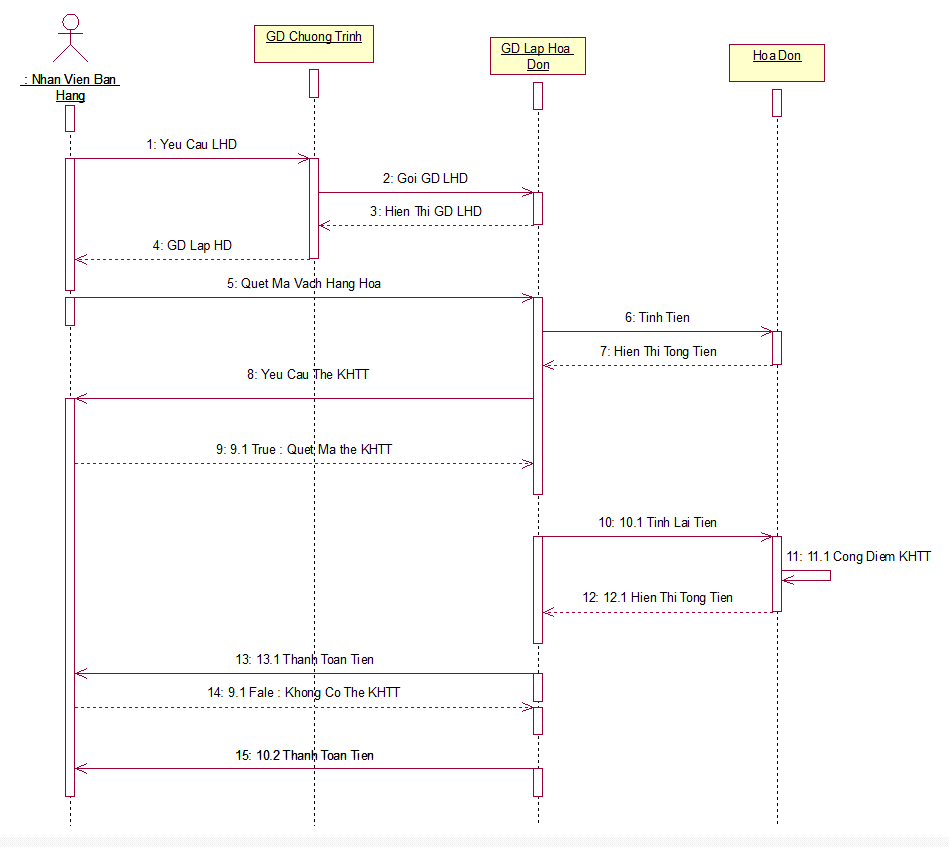 GD Chuong Trinh
GD Lap Hoa
Don
Hoa Don
: Nhan Vien Ban
Hang
1: Yeu Cau LHD
2: Goi GD LHD
3: Hien Thi GD LHD
4: GD Lap HD
5: Quet Ma Vach Hang Hoa
6: Tinh Tien
7: Hien Thi Tong Tien
8: Yeu Cau The KHTT
9: 9.1 True : Quet Ma the KHTT
10: 10.1 Tinh Lai Tien
11: 11.1 Cong Diem KHTT
12: 12.1 Hien Thi Tong Tien
13: 13.1 Thanh Toan Tien
14: 9.1 Fale : Khong Co The KHTT
15: 10.2 Thanh Toan Tien